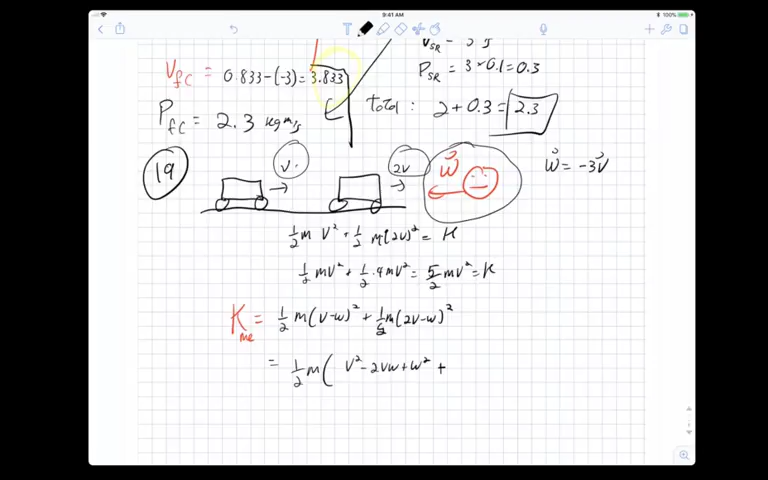 9:41 AM
100%
V_SR = 3
V_fC = 0.833-(-3) = 3.833
P_SR = 3*0.1 = 0.3
P_fC = 2.3 kg m/s
total: 2 + 0.3 = 2.3
19
V
2V
w⃗
w⃗ = -3v⃗
1/2 m V² + 1/2 m(2V)² = K
1/2 mV² + 1/2 · 4mV² = 5/2 mV² = K
K_me = 1/2 m(V-w)² + 1/2 m(2V-w)²
= 1/2 m( V² - 2Vw + w² +